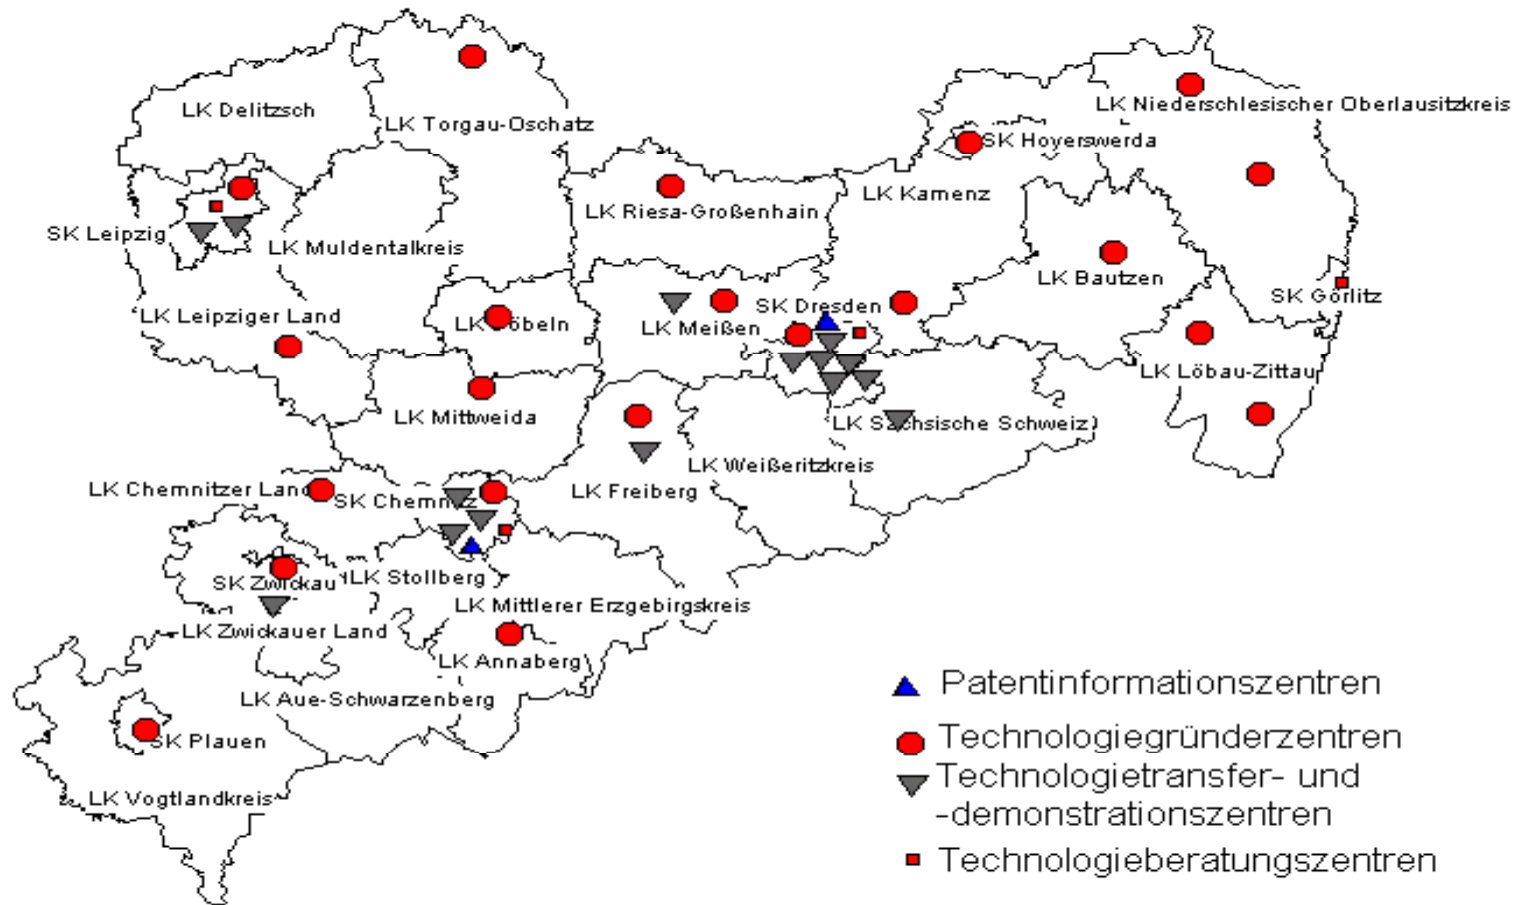 LK Delitzsch
LK Torgau-Oschatz
LK Niederschlesischer Oberlausitzkreis
SK Hoyerswerda
LK Kamenz
LK Riesa-Großenhain
SK Leipzig
LK Muldentalkreis
LK Bautzen
SK Görlitz
SK Dresden
LK Leipziger Land
LK Döbeln
LK Meißen
LK Löbau-Zittau
LK Mittweida
LK Sächsische Schweiz
LK Weißeritzkreis
LK Chemnitzer Land
SK Chemnitz
LK Freiberg
SK Zwickau
LK Stollberg
LK Mittlerer Erzgebirgskreis
LK Zwickauer Land
LK Annaberg
LK Aue-Schwarzenberg
SK Plauen
LK Vogtlandkreis
Patentinformationszentren
Technologiegründerzentren
Technologietransfer- und
-demonstrationszentren
Technologieberatungszentren